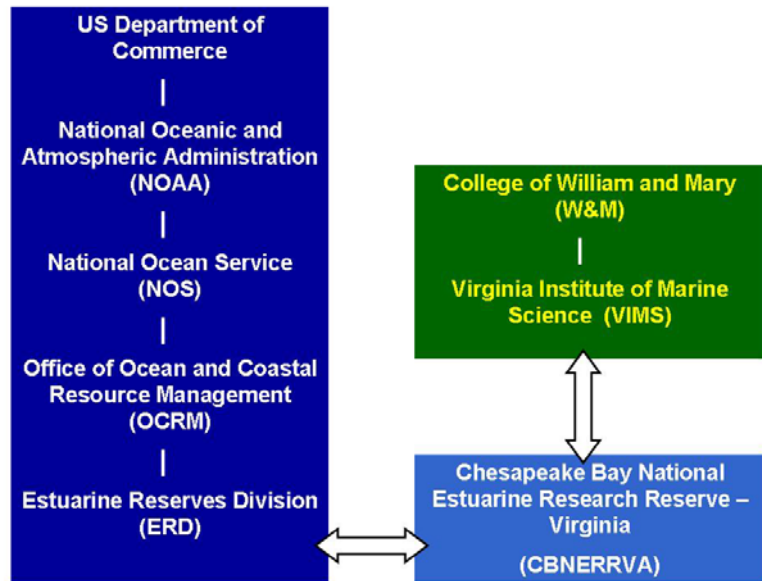 US Department of
Commerce
National Oceanic and
Atmospheric Administration
(NOAA)
National Ocean Service
(NOS)
Office of Ocean and Coastal
Resource Management
(OCRM)
Estuarine Reserves Division
(ERD)
College of William and Mary
(W&M)
Virginia Institute of Marine
Science (VIMS)
Chesapeake Bay National
Estuarine Research Reserve –
Virginia
(CBNERRVA)